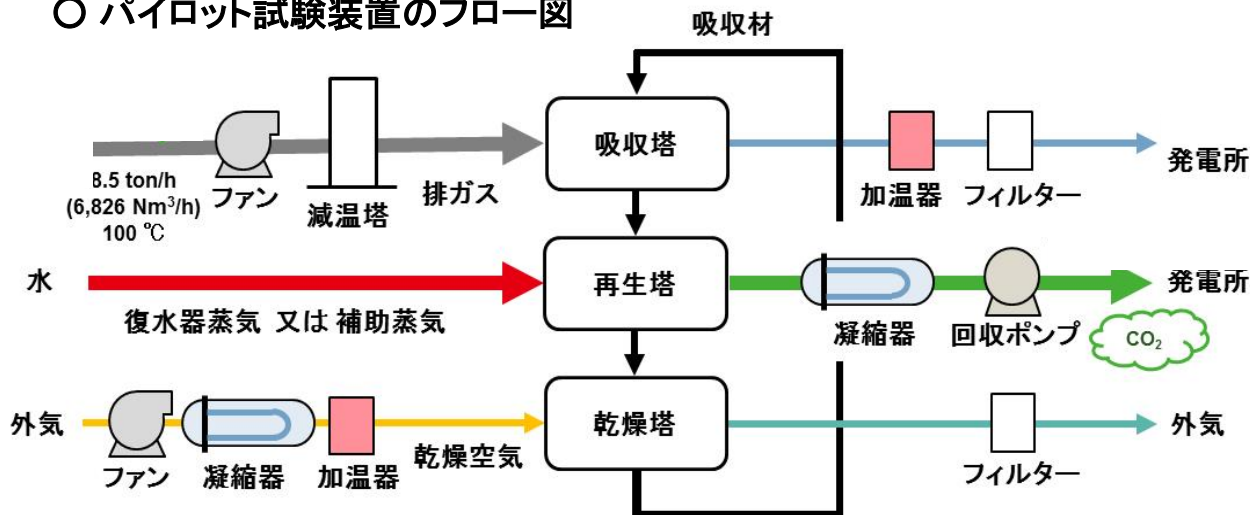 ○ パイロット試験装置のフロー図
吸収材
吸収塔
発電所
8.5 ton/h
(6,826 Nm³/h)
100 ℃
ファン
減温塔
排ガス
加温器
フィルター
水
再生塔
発電所
復水器蒸気 又は 補助蒸気
凝縮器
回収ポンプ
CO₂
外気
乾燥塔
外気
ファン
凝縮器
加温器
乾燥空気
フィルター